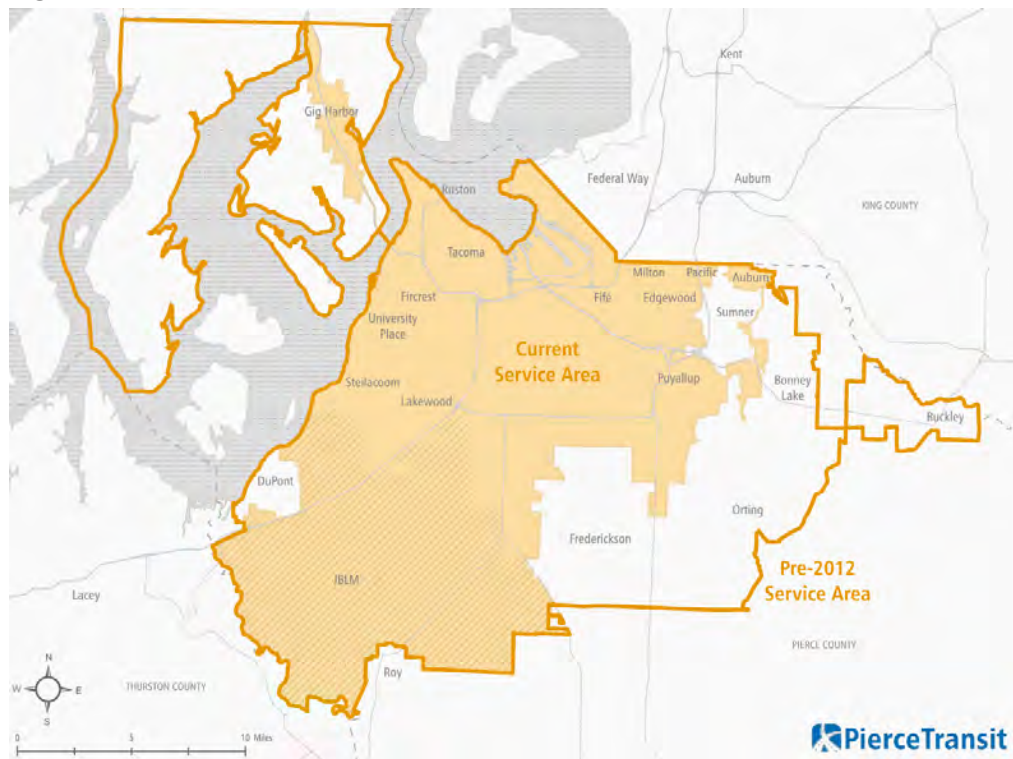 Kent
Gig Harbor
Federal Way
Auburn
Ruston
KING COUNTY
Tacoma
Milton
Pacific
Auburn
Fircrest
Fife
Edgewood
Sumner
University
Place
Current
Service Area
Steilacoom
Puyallup
Bonney
Lake
Lakewood
Buckley
DuPont
Orting
Frederickson
JBLM
Pre-2012
Service Area
Lacey
PIERCE COUNTY
Roy
THURSTON COUNTY
N
W
E
S
0
5
10 Miles
PierceTransit